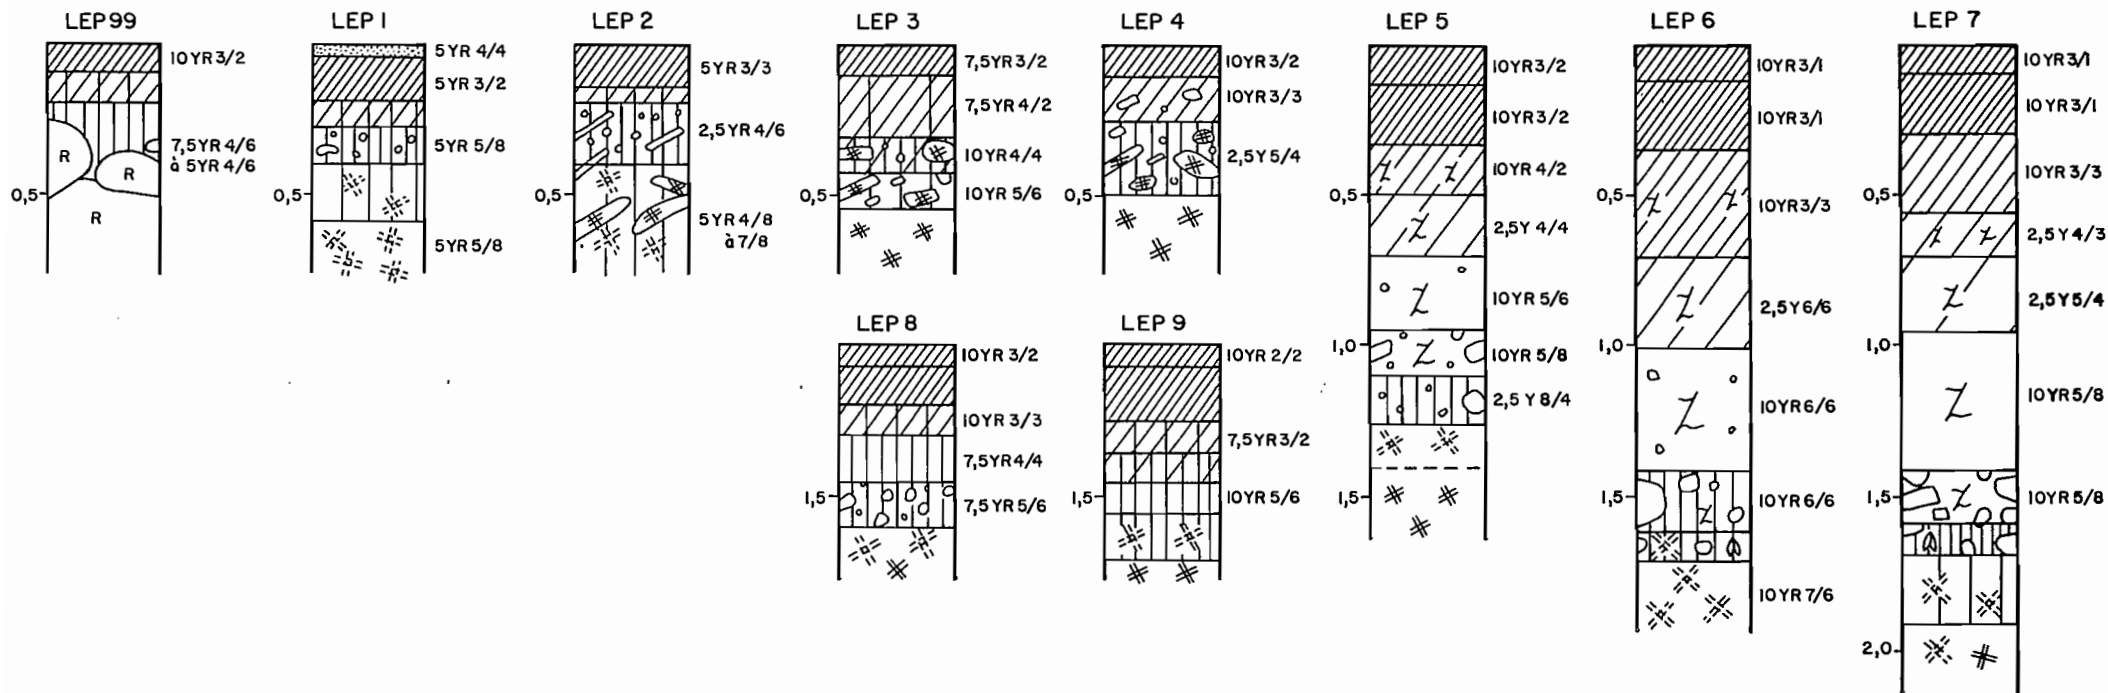 LEP 99
10YR 3/2
7,5YR 4/6
à 5YR 4/6
R
R
R
0,5
LEP 1
5YR 4/4
5YR 3/2
5YR 5/8
5YR 5/8
0,5
LEP 2
5YR 3/3
2,5YR 4/6
5YR 4/8
à 7/8
0,5
LEP 3
7,5YR 3/2
7,5YR 4/2
10YR 4/4
10YR 5/6
0,5
LEP 4
10YR 3/2
10YR 3/3
2,5Y 5/4
0,5
LEP 5
10YR 3/2
10YR 3/2
10YR 4/2
2,5Y 4/4
10YR 5/6
10YR 5/8
2,5Y 8/4
0,5
1,0
1,5
LEP 6
10YR 3/1
10YR 3/1
10YR 3/3
2,5Y 6/6
10YR 6/6
10YR 6/6
10YR 7/6
0,5
1,0
1,5
LEP 7
10YR 3/1
10YR 3/1
10YR 3/3
2,5Y 4/3
2,5Y 5/4
10YR 5/8
10YR 5/8
0,5
1,0
1,5
2,0
LEP 8
10YR 3/2
10YR 3/3
7,5YR 4/4
7,5YR 5/6
1,5
LEP 9
10YR 2/2
7,5YR 3/2
10YR 5/6
1,5